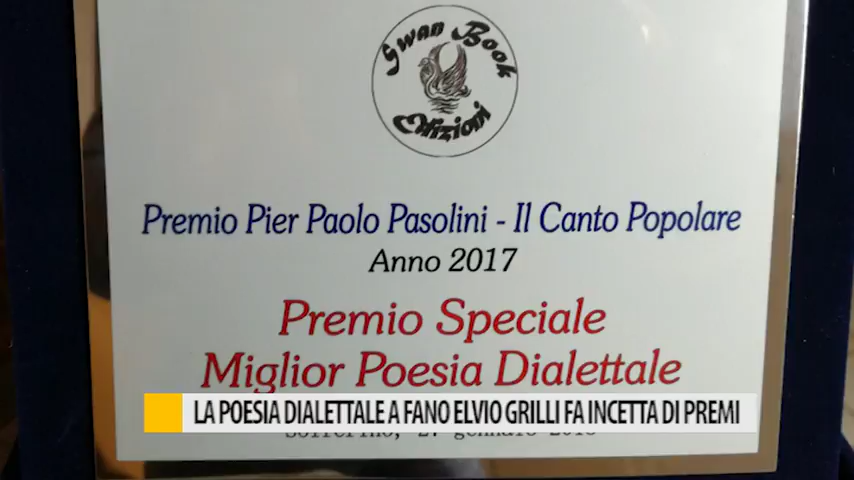 Swan Book
Edizioni
Premio Pier Paolo Pasolini - Il Canto Popolare
Anno 2017
Premio Speciale
Miglior Poesia Dialettale
LA POESIA DIALETTALE A FANO ELVIO GRILLI FA INCETTA DI PREMI